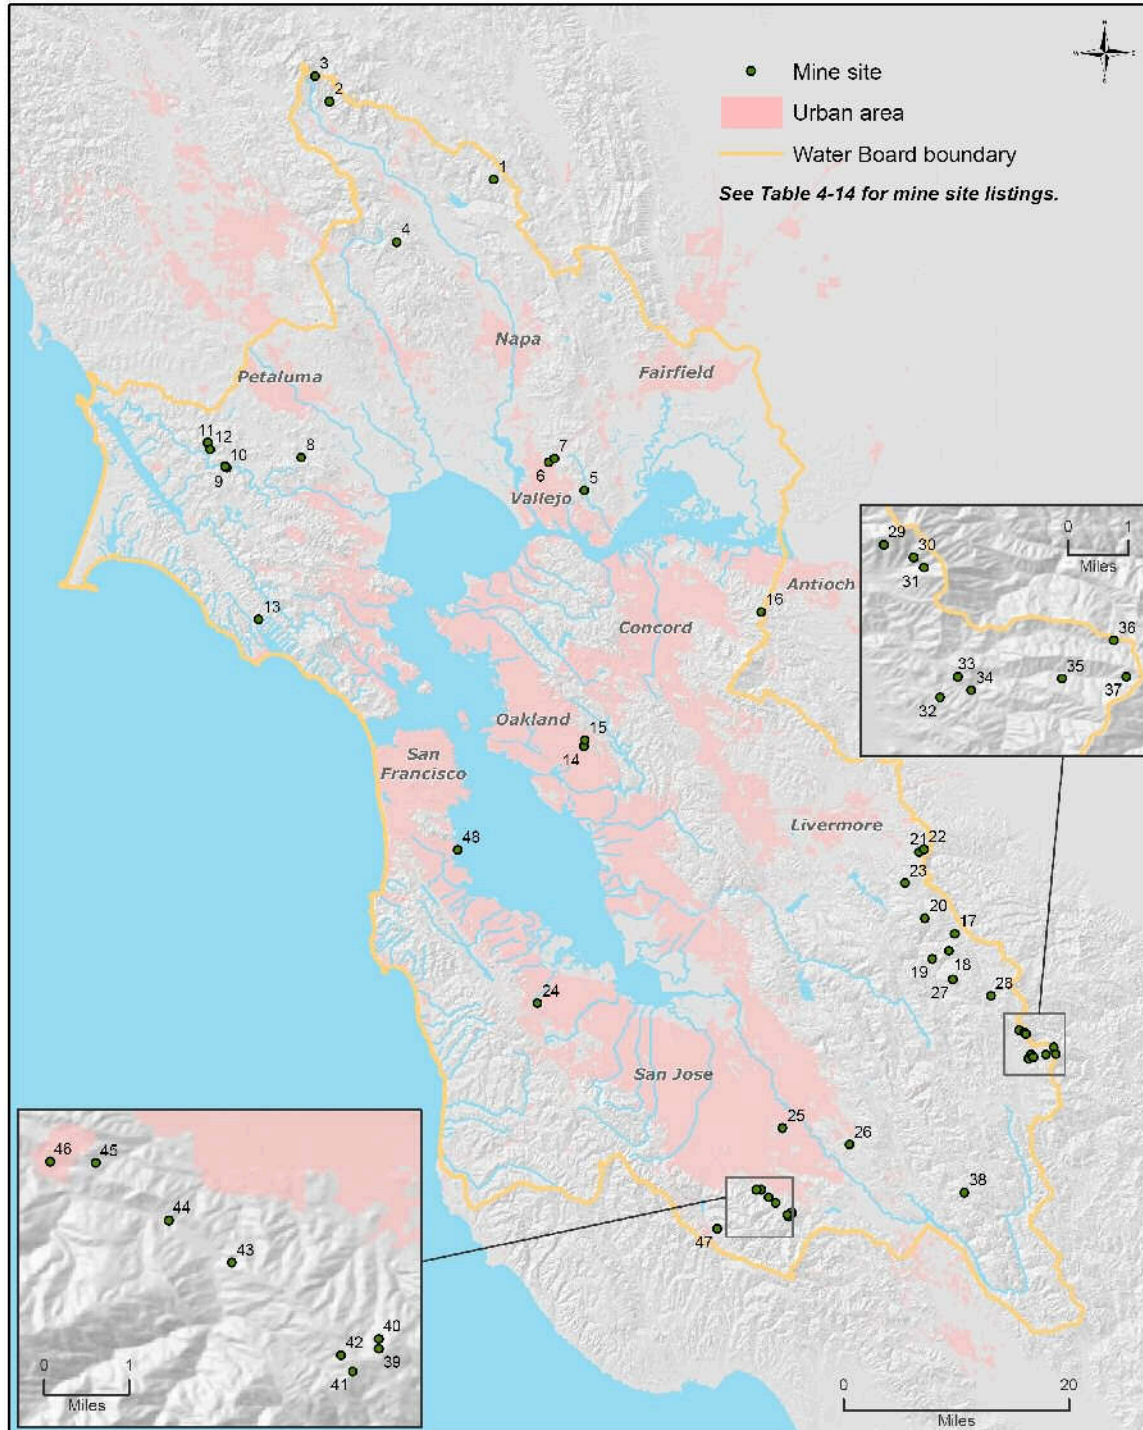 N
W
E
S
Mine site
Urban area
Water Board boundary
See Table 4-14 for mine site listings.
3
2
1
4
Napa
Petaluma
Fairfield
11
12
10
9
8
7
6
5
Vallejo
13
16
Antioch
Concord
Oakland
15
14
San
Francisco
48
Livermore
21
22
23
20
17
18
19
27
28
24
San Jose
25
26
38
47
29
30
31
0
1
Miles
36
33
34
35
37
32
46
45
44
43
40
42
39
41
0
1
Miles
0
20
Miles